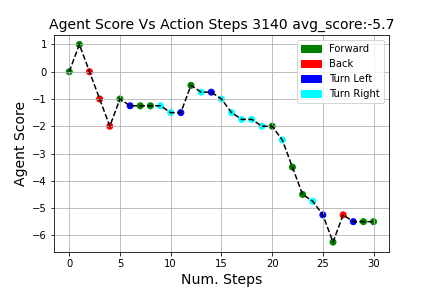 Agent Score Vs Action Steps 3140 avg_score:-5.7
Agent Score
1
0
−1
−2
−3
−4
−5
−6
Forward
Back
Turn Left
Turn Right
0 5 10 15 20 25 30
Num. Steps